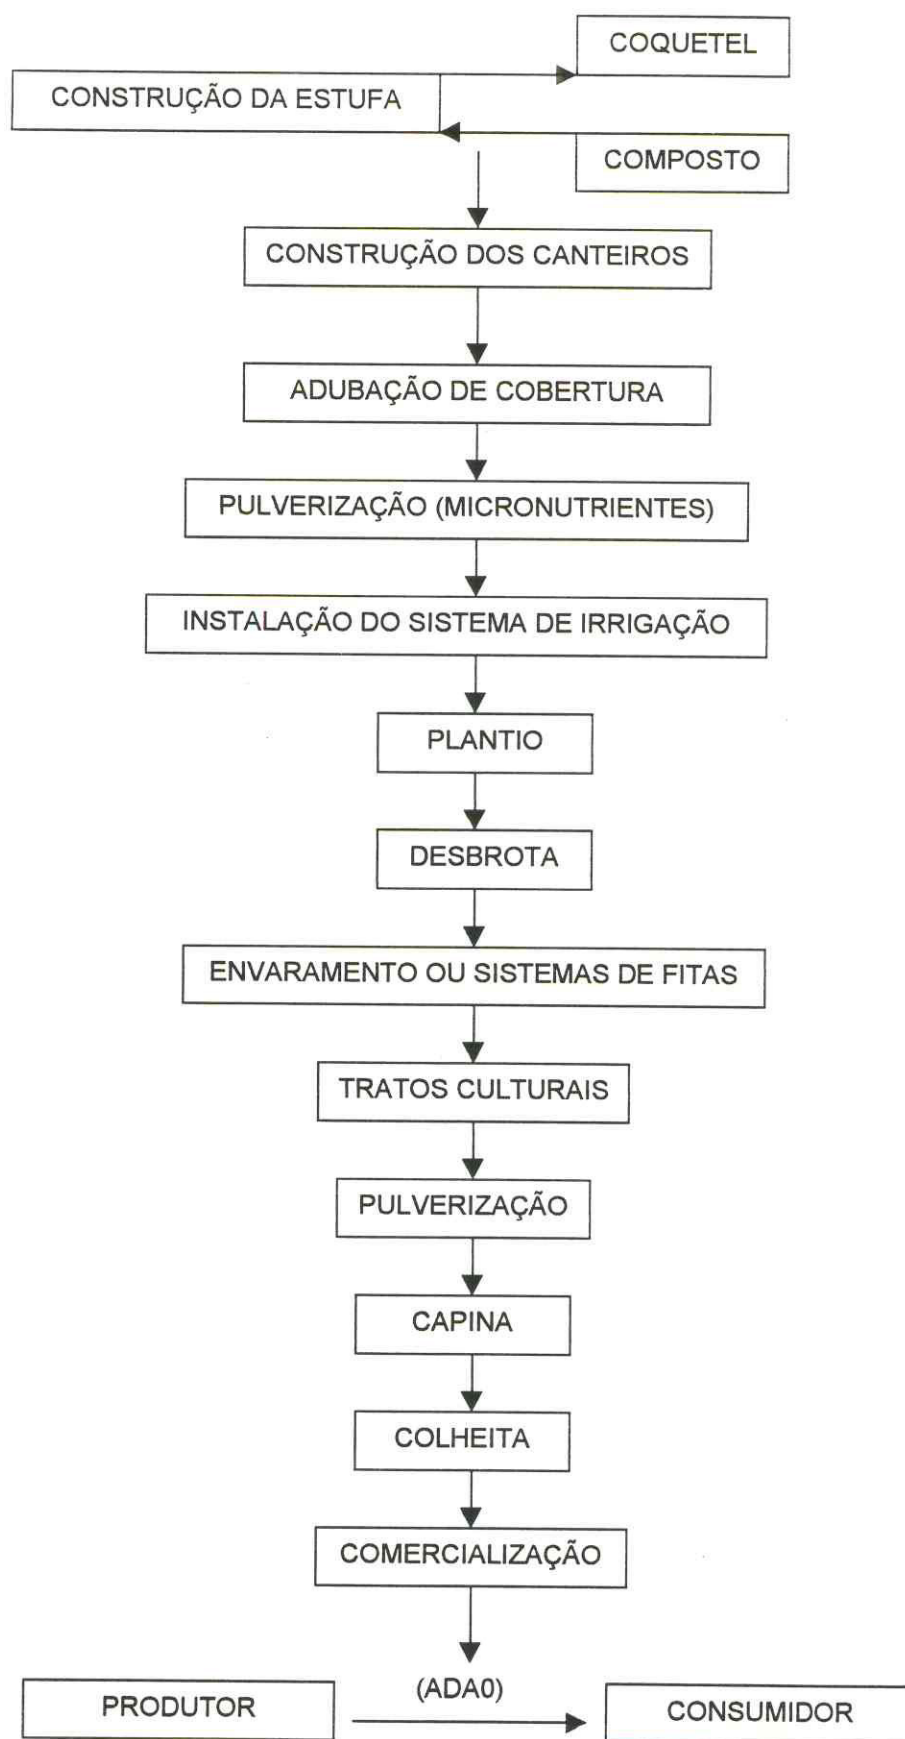 COQUETEL
CONSTRUÇÃO DA ESTUFA
COMPOSTO
CONSTRUÇÃO DOS CANTEIROS
ADUBAÇÃO DE COBERTURA
PULVERIZAÇÃO (MICRONUTRIENTES)
INSTALAÇÃO DO SISTEMA DE IRRIGAÇÃO
PLANTIO
DESBROTA
ENVARAMENTO OU SISTEMAS DE FITAS
TRATOS CULTURAIS
PULVERIZAÇÃO
CAPINA
COLHEITA
COMERCIALIZAÇÃO
(ADA0)
PRODUTOR
CONSUMIDOR